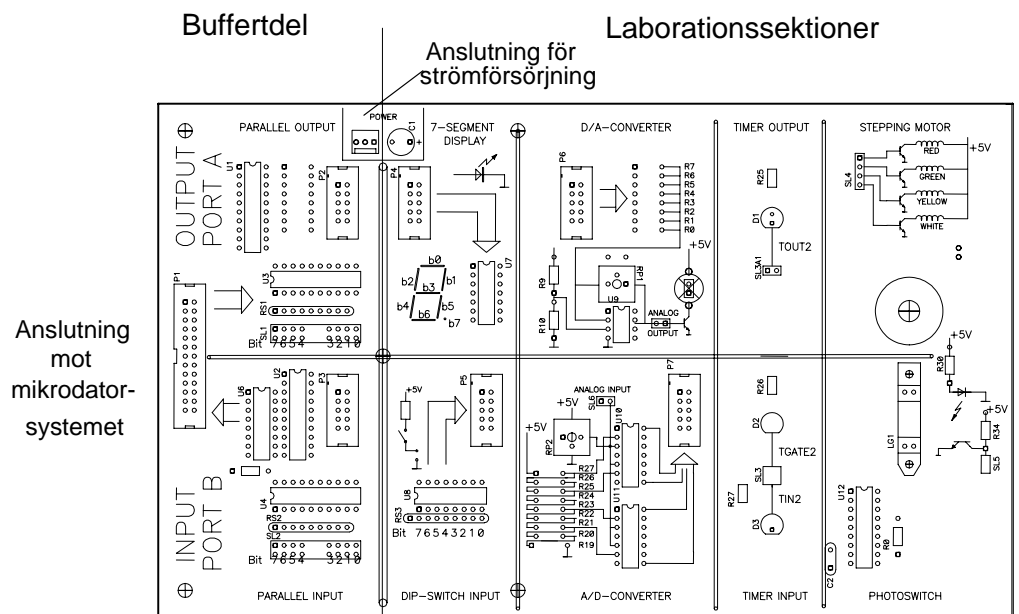 Buffertdel
Laborationssektioner
Anslutning för
strömförsörjning
Anslutning
mot
mikrodator-
systemet
OUTPUT
PORT A
PARALLEL OUTPUT
U1
P2
P1
U3
RS1
SL1
Bit 7654 3210
POWER
C1
+
7-SEGMENT
DISPLAY
P4
U7
b0
b2
b1
b3
b4
b5
b6
b7
D/A-CONVERTER
P6
R7
R6
R5
R4
R3
R2
R1
R0
+5V
R9
R10
RP1
U9
ANALOG
OUTPUT
TIMER OUTPUT
R25
D1
TOUT2
SL3A1
STEPPING MOTOR
+5V
SL4
RED
GREEN
YELLOW
WHITE
INPUT
PORT B
U6
U2
P3
U4
RS2
SL2
Bit 7654 3210
PARALLEL INPUT
+5V
P5
U8
RS3
Bit 76543210
DIP-SWITCH INPUT
ANALOG INPUT
SL6
+5V
+5V
RP2
U10
P7
R27
R26
R25
R24
R23
R22
R21
R20
R19
U11
A/D-CONVERTER
R26
D2
TGATE2
SL3
R27
TIN2
D3
TIMER INPUT
+5V
R30
LG1
+5V
R34
SL5
U12
R0
C2
PHOTOSWITCH